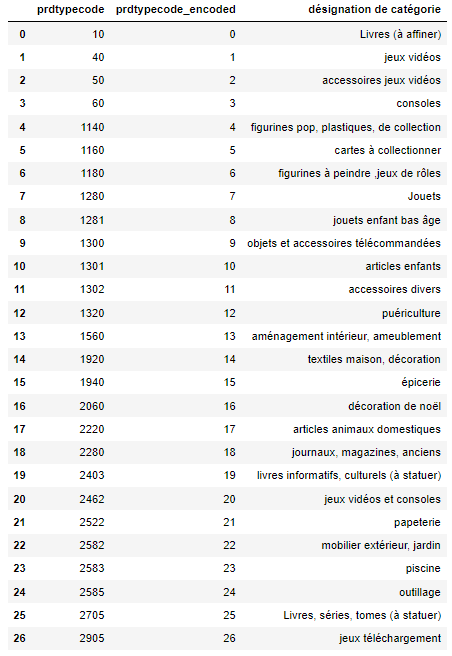 prdtypecode prdtypecode_encoded désignation de catégorie
0 10 0 Livres (à affiner)
1 40 1 jeux vidéos
2 50 2 accessoires jeux vidéos
3 60 3 consoles
4 1140 4 figurines pop, plastiques, de collection
5 1160 5 cartes à collectionner
6 1180 6 figurines à peindre ,jeux de rôles
7 1280 7 Jouets
8 1281 8 jouets enfant bas âge
9 1300 9 objets et accessoires télécommandées
10 1301 10 articles enfants
11 1302 11 accessoires divers
12 1320 12 puériculture
13 1560 13 aménagement intérieur, ameublement
14 1920 14 textiles maison, décoration
15 1940 15 épicerie
16 2060 16 décoration de noël
17 2220 17 articles animaux domestiques
18 2280 18 journaux, magazines, anciens
19 2403 19 livres informatifs, culturels (à statuer)
20 2462 20 jeux vidéos et consoles
21 2522 21 papeterie
22 2582 22 mobilier extérieur, jardin
23 2583 23 piscine
24 2585 24 outillage
25 2705 25 Livres, séries, tomes (à statuer)
26 2905 26 jeux téléchargement